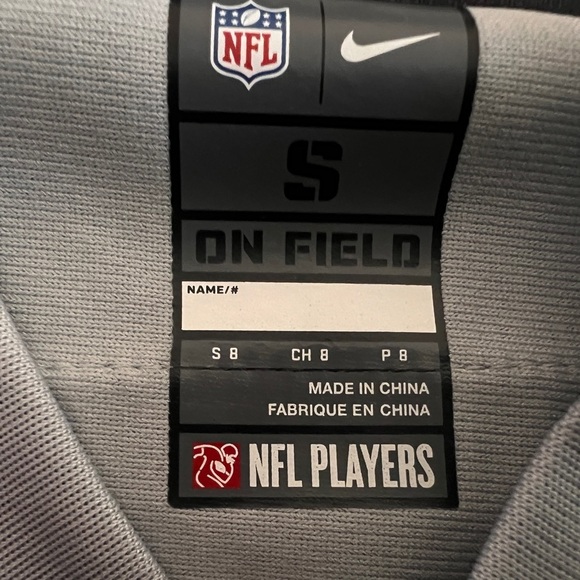 NFL
S
ON FIELD
NAME/#
S 8 CH 8 P 8
MADE IN CHINA
FABRIQUE EN CHINA
NFL PLAYERS